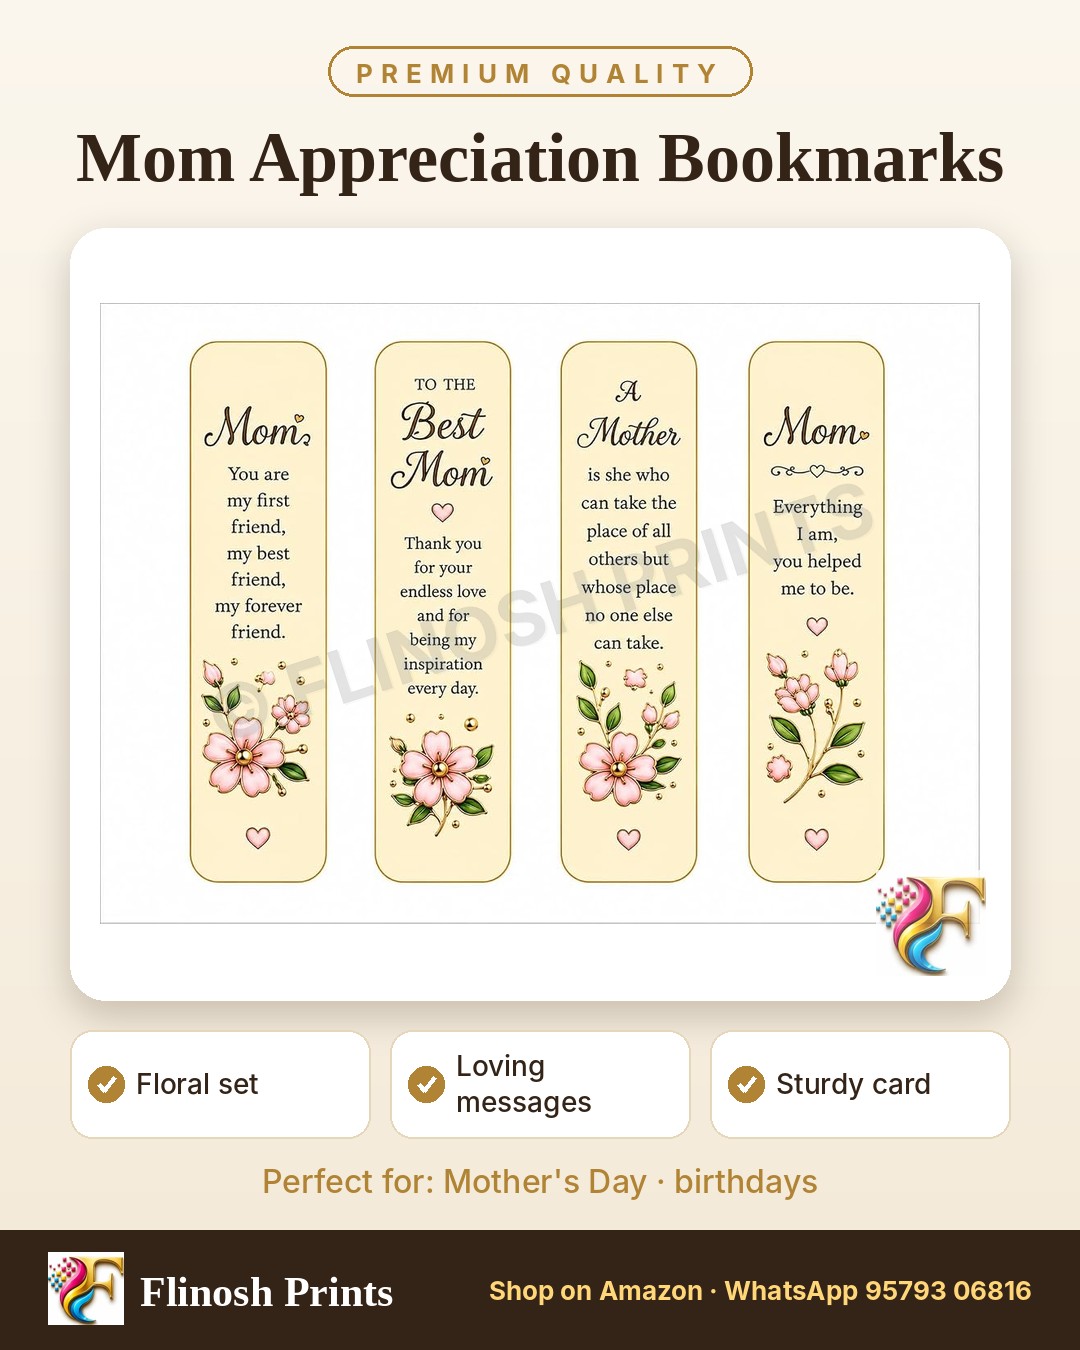 PREMIUM QUALITY
Mom Appreciation Bookmarks
Mom
You are
my first
friend,
my best
friend,
my forever
friend.
TO THE
Best
Mom
Thank you
for your
endless love
and for
being my
inspiration
every day.
A
Mother
is she who
can take the
place of all
others but
whose place
no one else
can take.
Mom
Everything
I am,
you helped
me to be.
© FLINOSH PRINTS
F
Floral set
Loving
messages
Sturdy card
Perfect for: Mother's Day · birthdays
F
Flinosh Prints
Shop on Amazon · WhatsApp 95793 06816